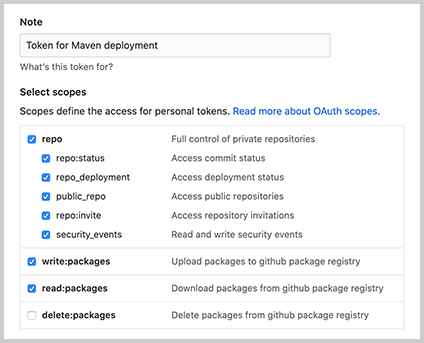 Note
Token for Maven deployment
What's this token for?
Select scopes
Scopes define the access for personal tokens. Read more about OAuth scopes.
repo Full control of private repositories
repo:status Access commit status
repo_deployment Access deployment status
public_repo Access public repositories
repo:invite Access repository invitations
security_events Read and write security events
write:packages Upload packages to github package registry
read:packages Download packages from github package registry
delete:packages Delete packages from github package registry